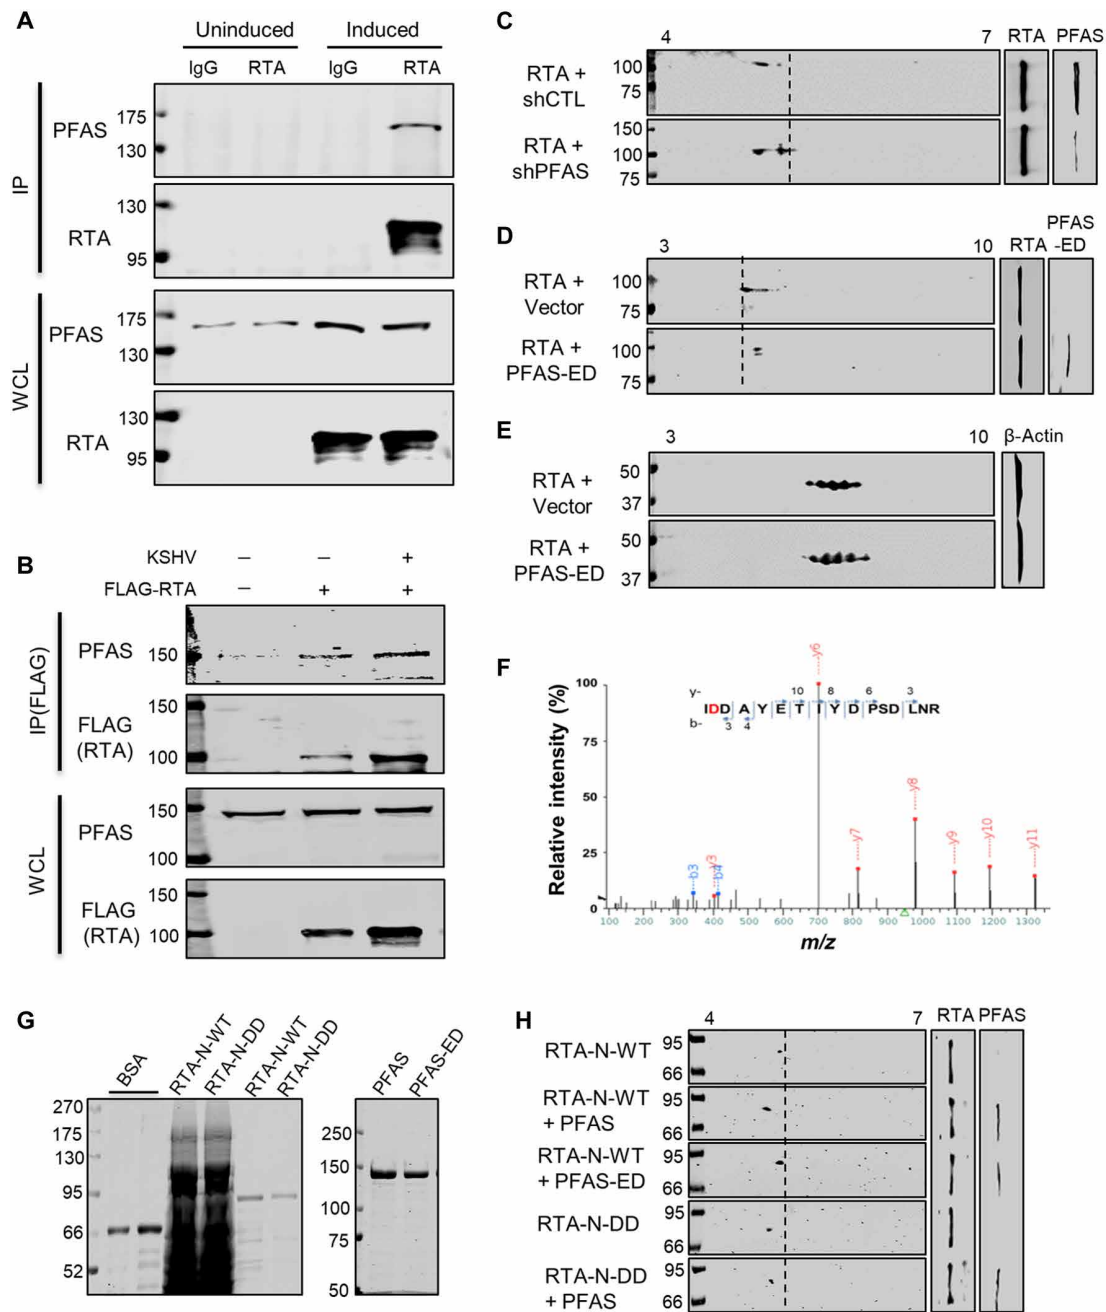 A
Uninduced Induced
IgG RTA IgG RTA
IP
PFAS
175
130
RTA
130
95
WCL
PFAS
175
130
RTA
130
95
B
KSHV – – +
FLAG-RTA – + +
IP(FLAG)
PFAS
150
FLAG
(RTA)
150
100
WCL
PFAS
150
100
FLAG
(RTA)
150
100
C
4 7 RTA PFAS
RTA +
shCTL
100
75
RTA +
shPFAS
150
100
75
D
3 10 RTA PFAS
-ED
RTA +
Vector
100
75
RTA +
PFAS-ED
100
75
E
3 10 β-Actin
RTA +
Vector
50
37
RTA +
PFAS-ED
50
37
F
Relative intensity (%)
100
75
50
25
0
y- 10 8 6 3
IDDAYETIYDPSDLNR
b- 3 4
b3
y3
b4
y6
y7
y8
y9
y10
y11
100 200 300 400 500 600 700 800 900 1000 1100 1200 1300
m/z
G
BSA RTA-N-WT RTA-N-DD RTA-N-WT RTA-N-DD
270
175
130
95
66
52
PFAS PFAS-ED
250
150
100
75
50
H
4 7 RTA PFAS
RTA-N-WT
95
66
RTA-N-WT
+ PFAS
95
66
RTA-N-WT
+ PFAS-ED
95
66
RTA-N-DD
95
66
RTA-N-DD
+ PFAS
95
66